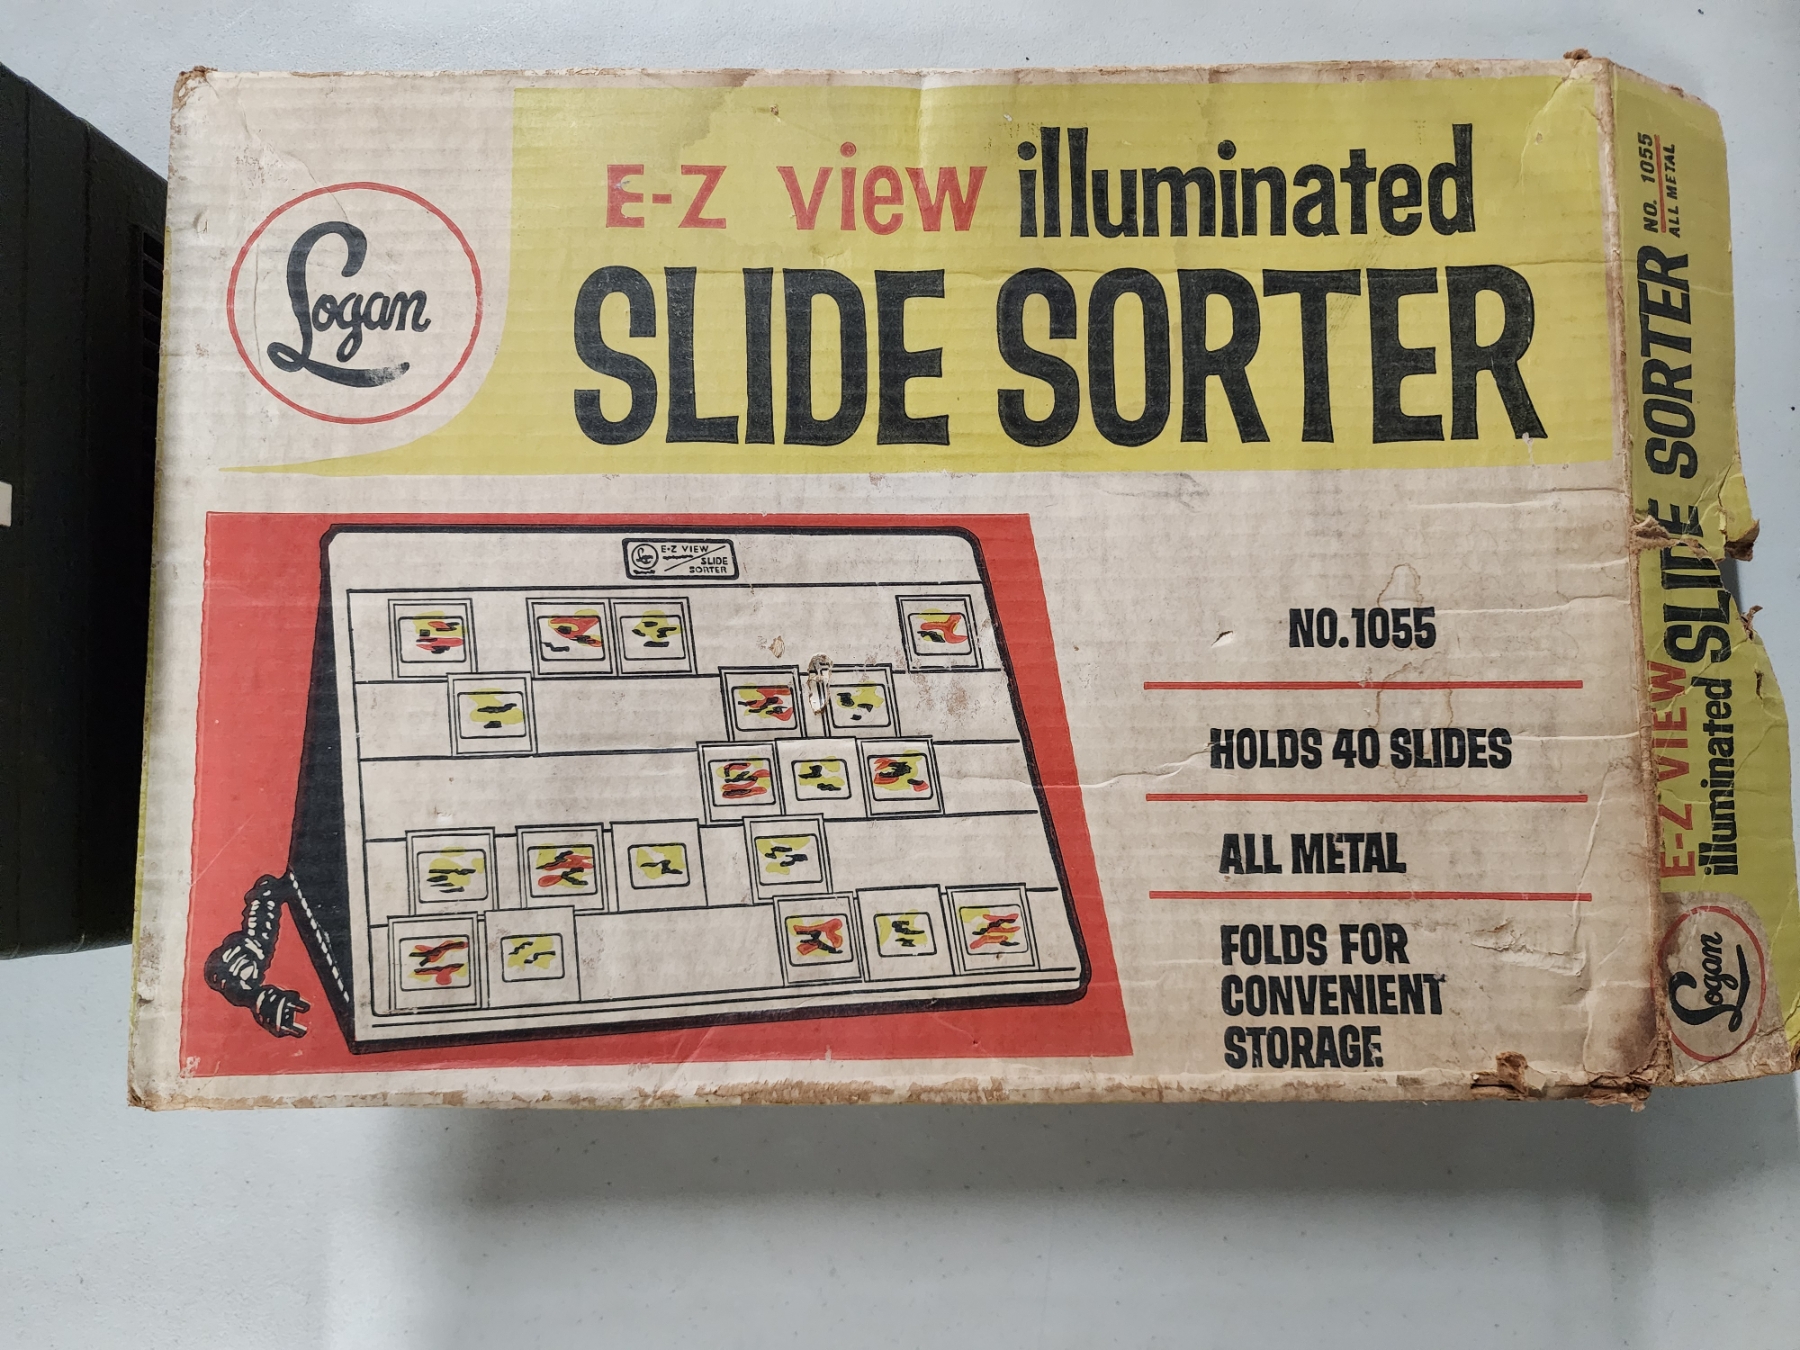 Logan
E-Z view illuminated
SLIDE SORTER
E-Z VIEW
SLIDE
SORTER
NO.1055
HOLDS 40 SLIDES
ALL METAL
FOLDS FOR
CONVENIENT
STORAGE
NO. 1055
ALL METAL
E-Z VIEW
illuminated SLIDE SORTER
Logan